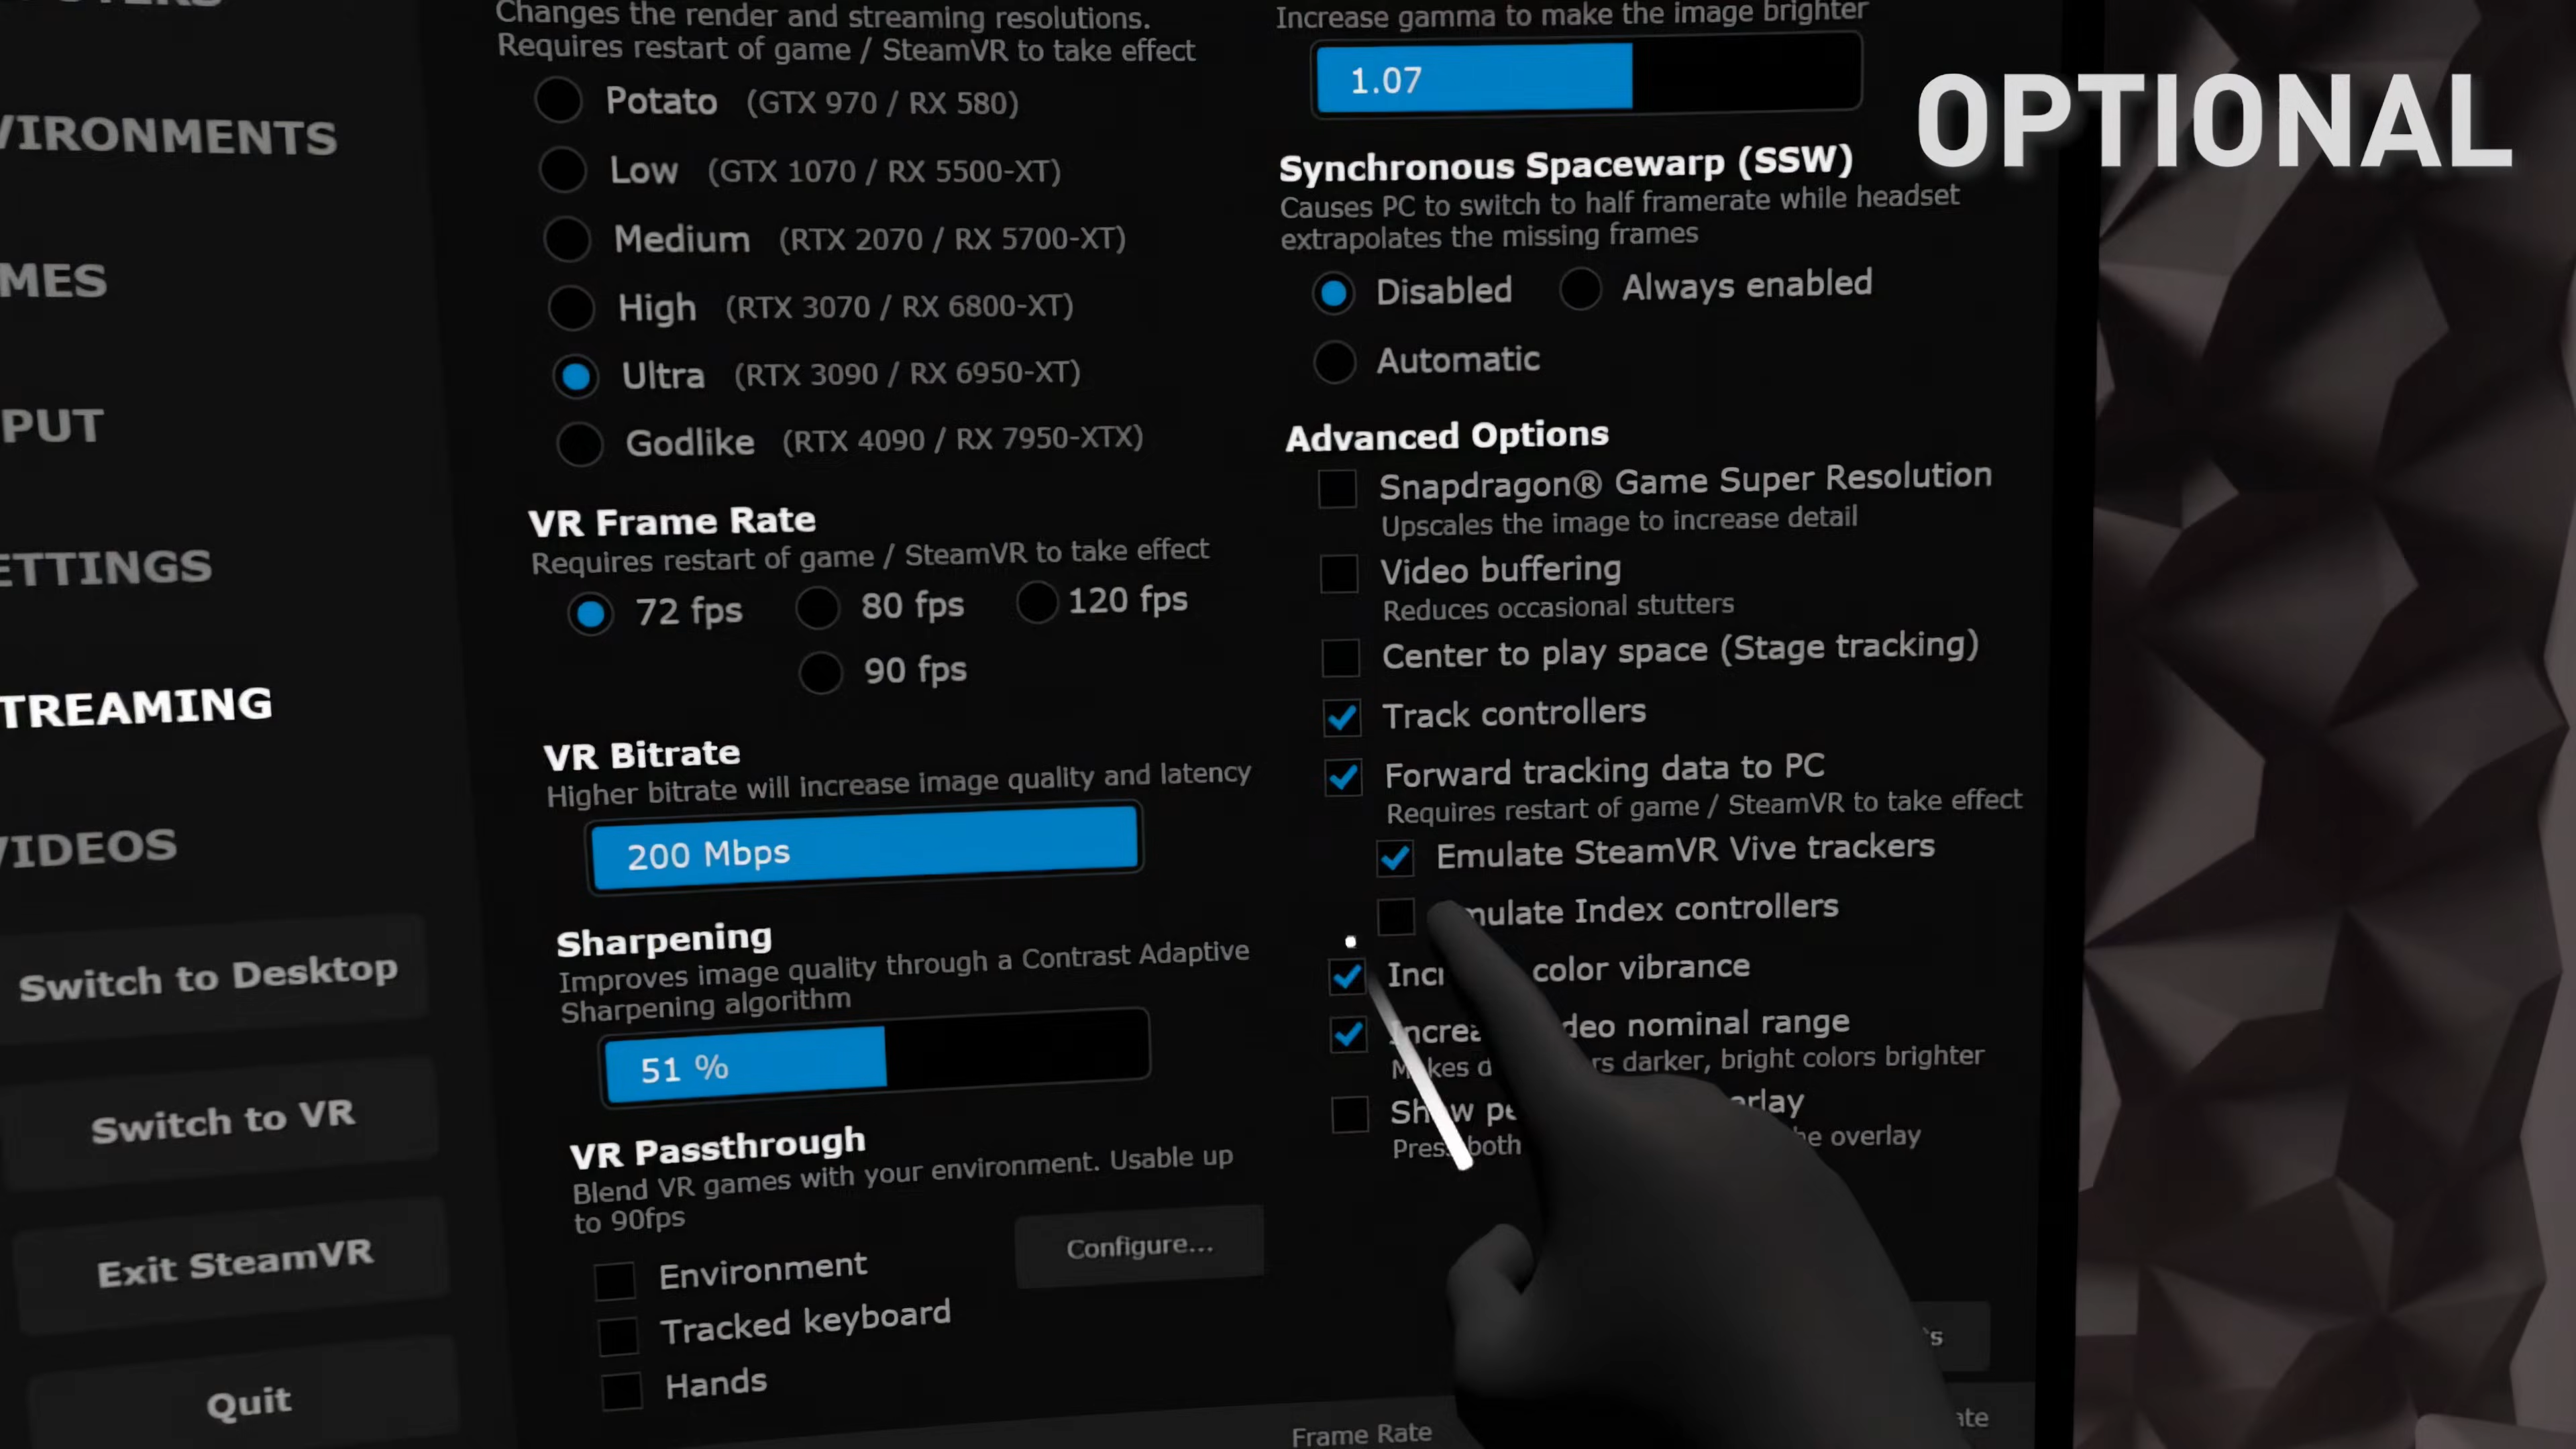 OPTIONAL
VIRONMENTS
MES
PUT
ETTINGS
TREAMING
VIDEOS
Switch to Desktop
Switch to VR
Exit SteamVR
Quit
Changes the render and streaming resolutions.
Requires restart of game / SteamVR to take effect
Potato (GTX 970 / RX 580)
Low (GTX 1070 / RX 5500-XT)
Medium (RTX 2070 / RX 5700-XT)
High (RTX 3070 / RX 6800-XT)
Ultra (RTX 3090 / RX 6950-XT)
Godlike (RTX 4090 / RX 7950-XTX)
VR Frame Rate
Requires restart of game / SteamVR to take effect
72 fps 80 fps 120 fps
90 fps
VR Bitrate
Higher bitrate will increase image quality and latency
200 Mbps
Sharpening
Improves image quality through a Contrast Adaptive
Sharpening algorithm
51 %
VR Passthrough
Blend VR games with your environment. Usable up
to 90fps
Configure...
Environment
Tracked keyboard
Hands
Increase gamma to make the image brighter
1.07
Synchronous Spacewarp (SSW)
Causes PC to switch to half framerate while headset
extrapolates the missing frames
Disabled Always enabled
Automatic
Advanced Options
Snapdragon® Game Super Resolution
Upscales the image to increase detail
Video buffering
Reduces occasional stutters
Center to play space (Stage tracking)
Track controllers
Forward tracking data to PC
Requires restart of game / SteamVR to take effect
Emulate SteamVR Vive trackers
mulate Index controllers
color vibrance
nominal range
darker, bright colors brighter
Show
Press both the overlay
Frame Rate